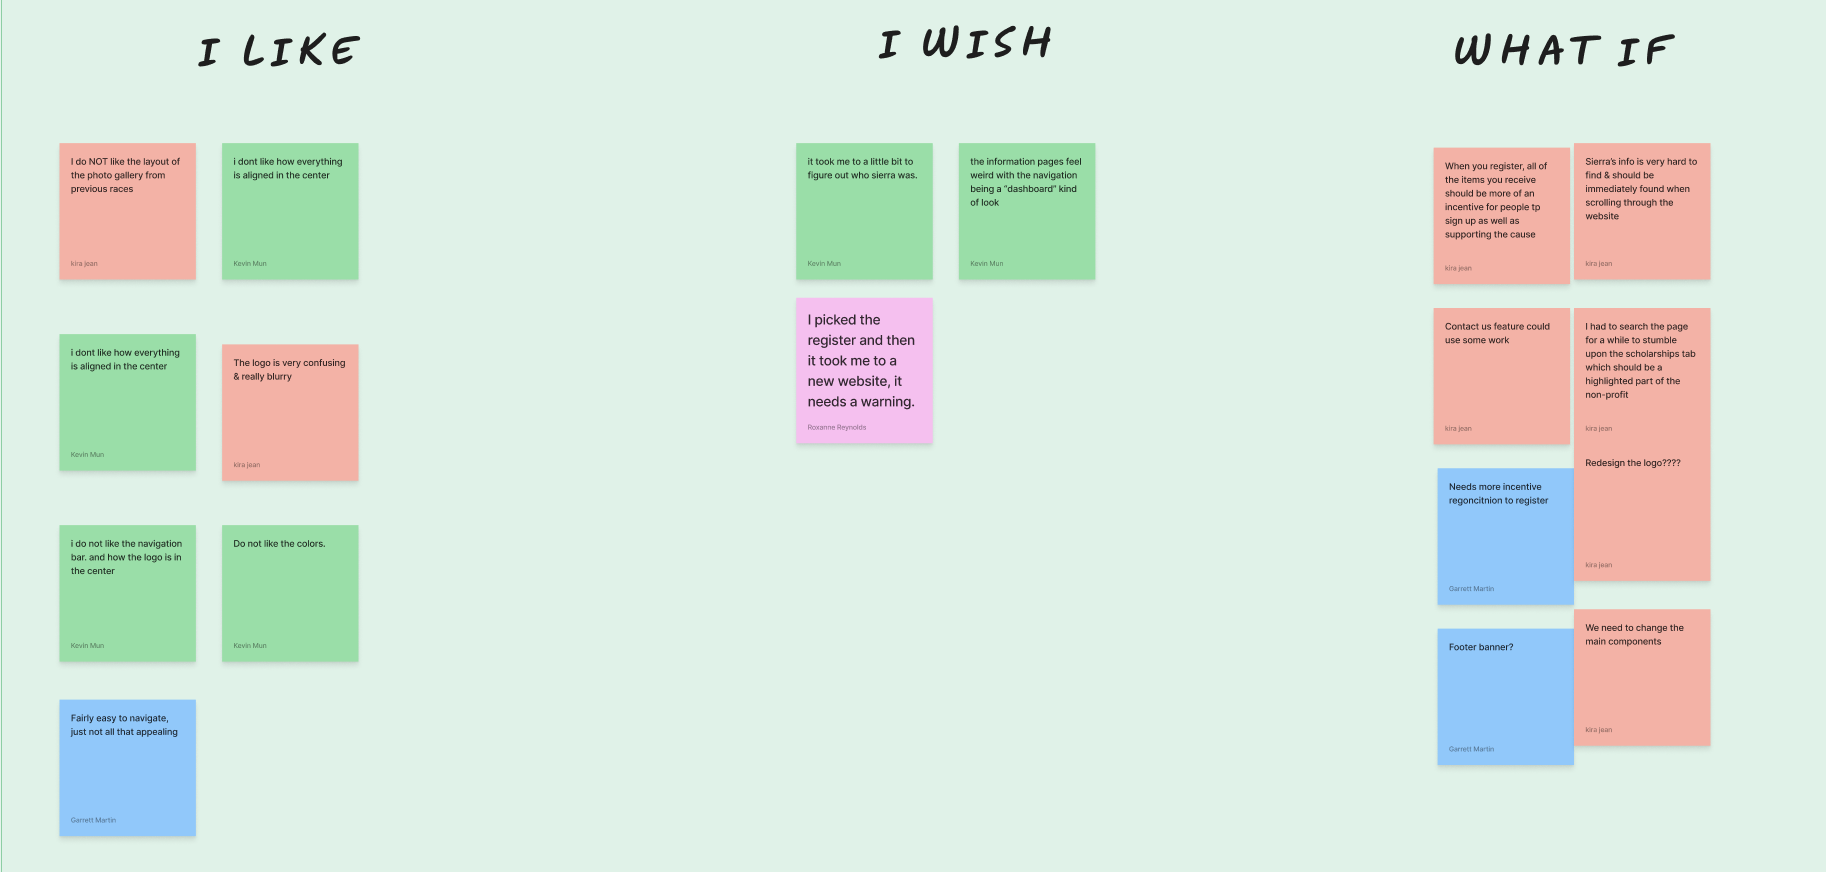 I LIKE
I WISH
WHAT IF
I do NOT like the layout of
the photo gallery from
previous races
kira jean
i dont like how everything
is aligned in the center
Kevin Mun
i dont like how everything
is aligned in the center
Kevin Mun
The logo is very confusing
& really blurry
kira jean
i do not like the navigation
bar. and how the logo is in
the center
Kevin Mun
Do not like the colors.
Kevin Mun
Fairly easy to navigate,
just not all that appealing
Garrett Martin
it took me to a little bit to
figure out who sierra was.
Kevin Mun
the information pages feel
weird with the navigation
being a "dashboard" kind
of look
Kevin Mun
I picked the
register and then
it took me to a
new website, it
needs a warning.
Roxanne Reynolds
When you register, all of
the items you receive
should be more of an
incentive for people tp
sign up as well as
supporting the cause
kira jean
Sierra's info is very hard to
find & should be
immediately found when
scrolling through the
website
kira jean
Contact us feature could
use some work
kira jean
I had to search the page
for a while to stumble
upon the scholarships tab
which should be a
highlighted part of the
non-profit
kira jean
Redesign the logo????
kira jean
Needs more incentive
regoncitnion to register
Garrett Martin
Footer banner?
Garrett Martin
We need to change the
main components
kira jean